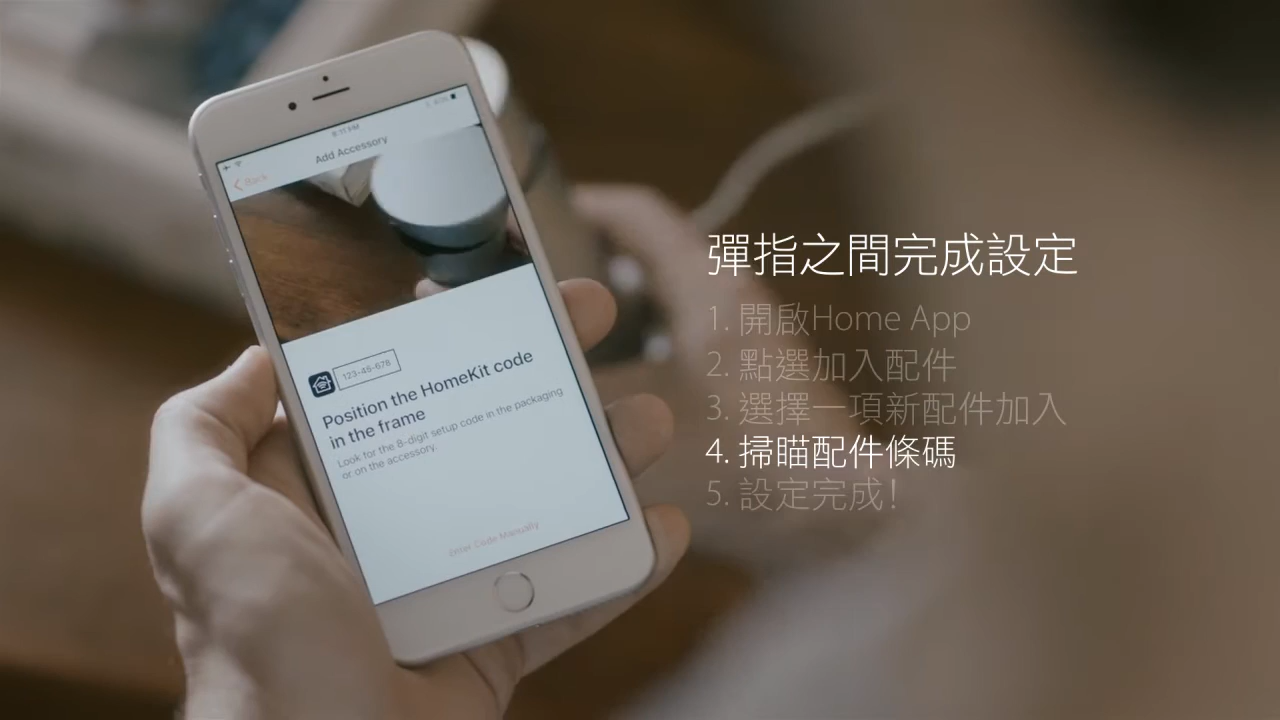 9:11 PM
Add Accessory
Back
123-45-678
Position the HomeKit code
in the frame
Look for the 8-digit setup code in the packaging
or on the accessory.
Enter Code Manually
彈指之間完成設定
1. 開啟Home App
2. 點選加入配件
3. 選擇一項新配件加入
4. 掃瞄配件條碼
5. 設定完成!